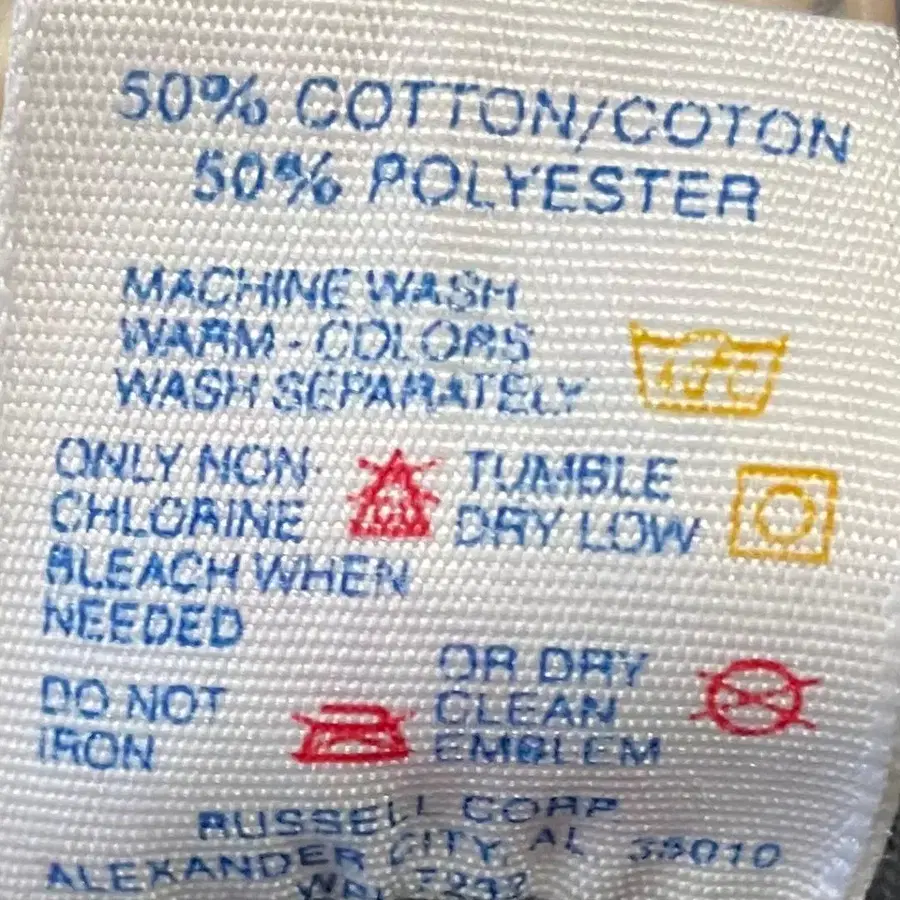 50% COTTON/COTON
50% POLYESTER
MACHINE WASH
WARM - COLORS
WASH SEPARATELY
ONLY NON-
CHLORINE
BLEACH WHEN
NEEDED
TUMBLE
DRY LOW
DO NOT
IRON
OR DRY
CLEAN
EMBLEM
RUSSELL CORP
ALEXANDER CITY, AL 35010